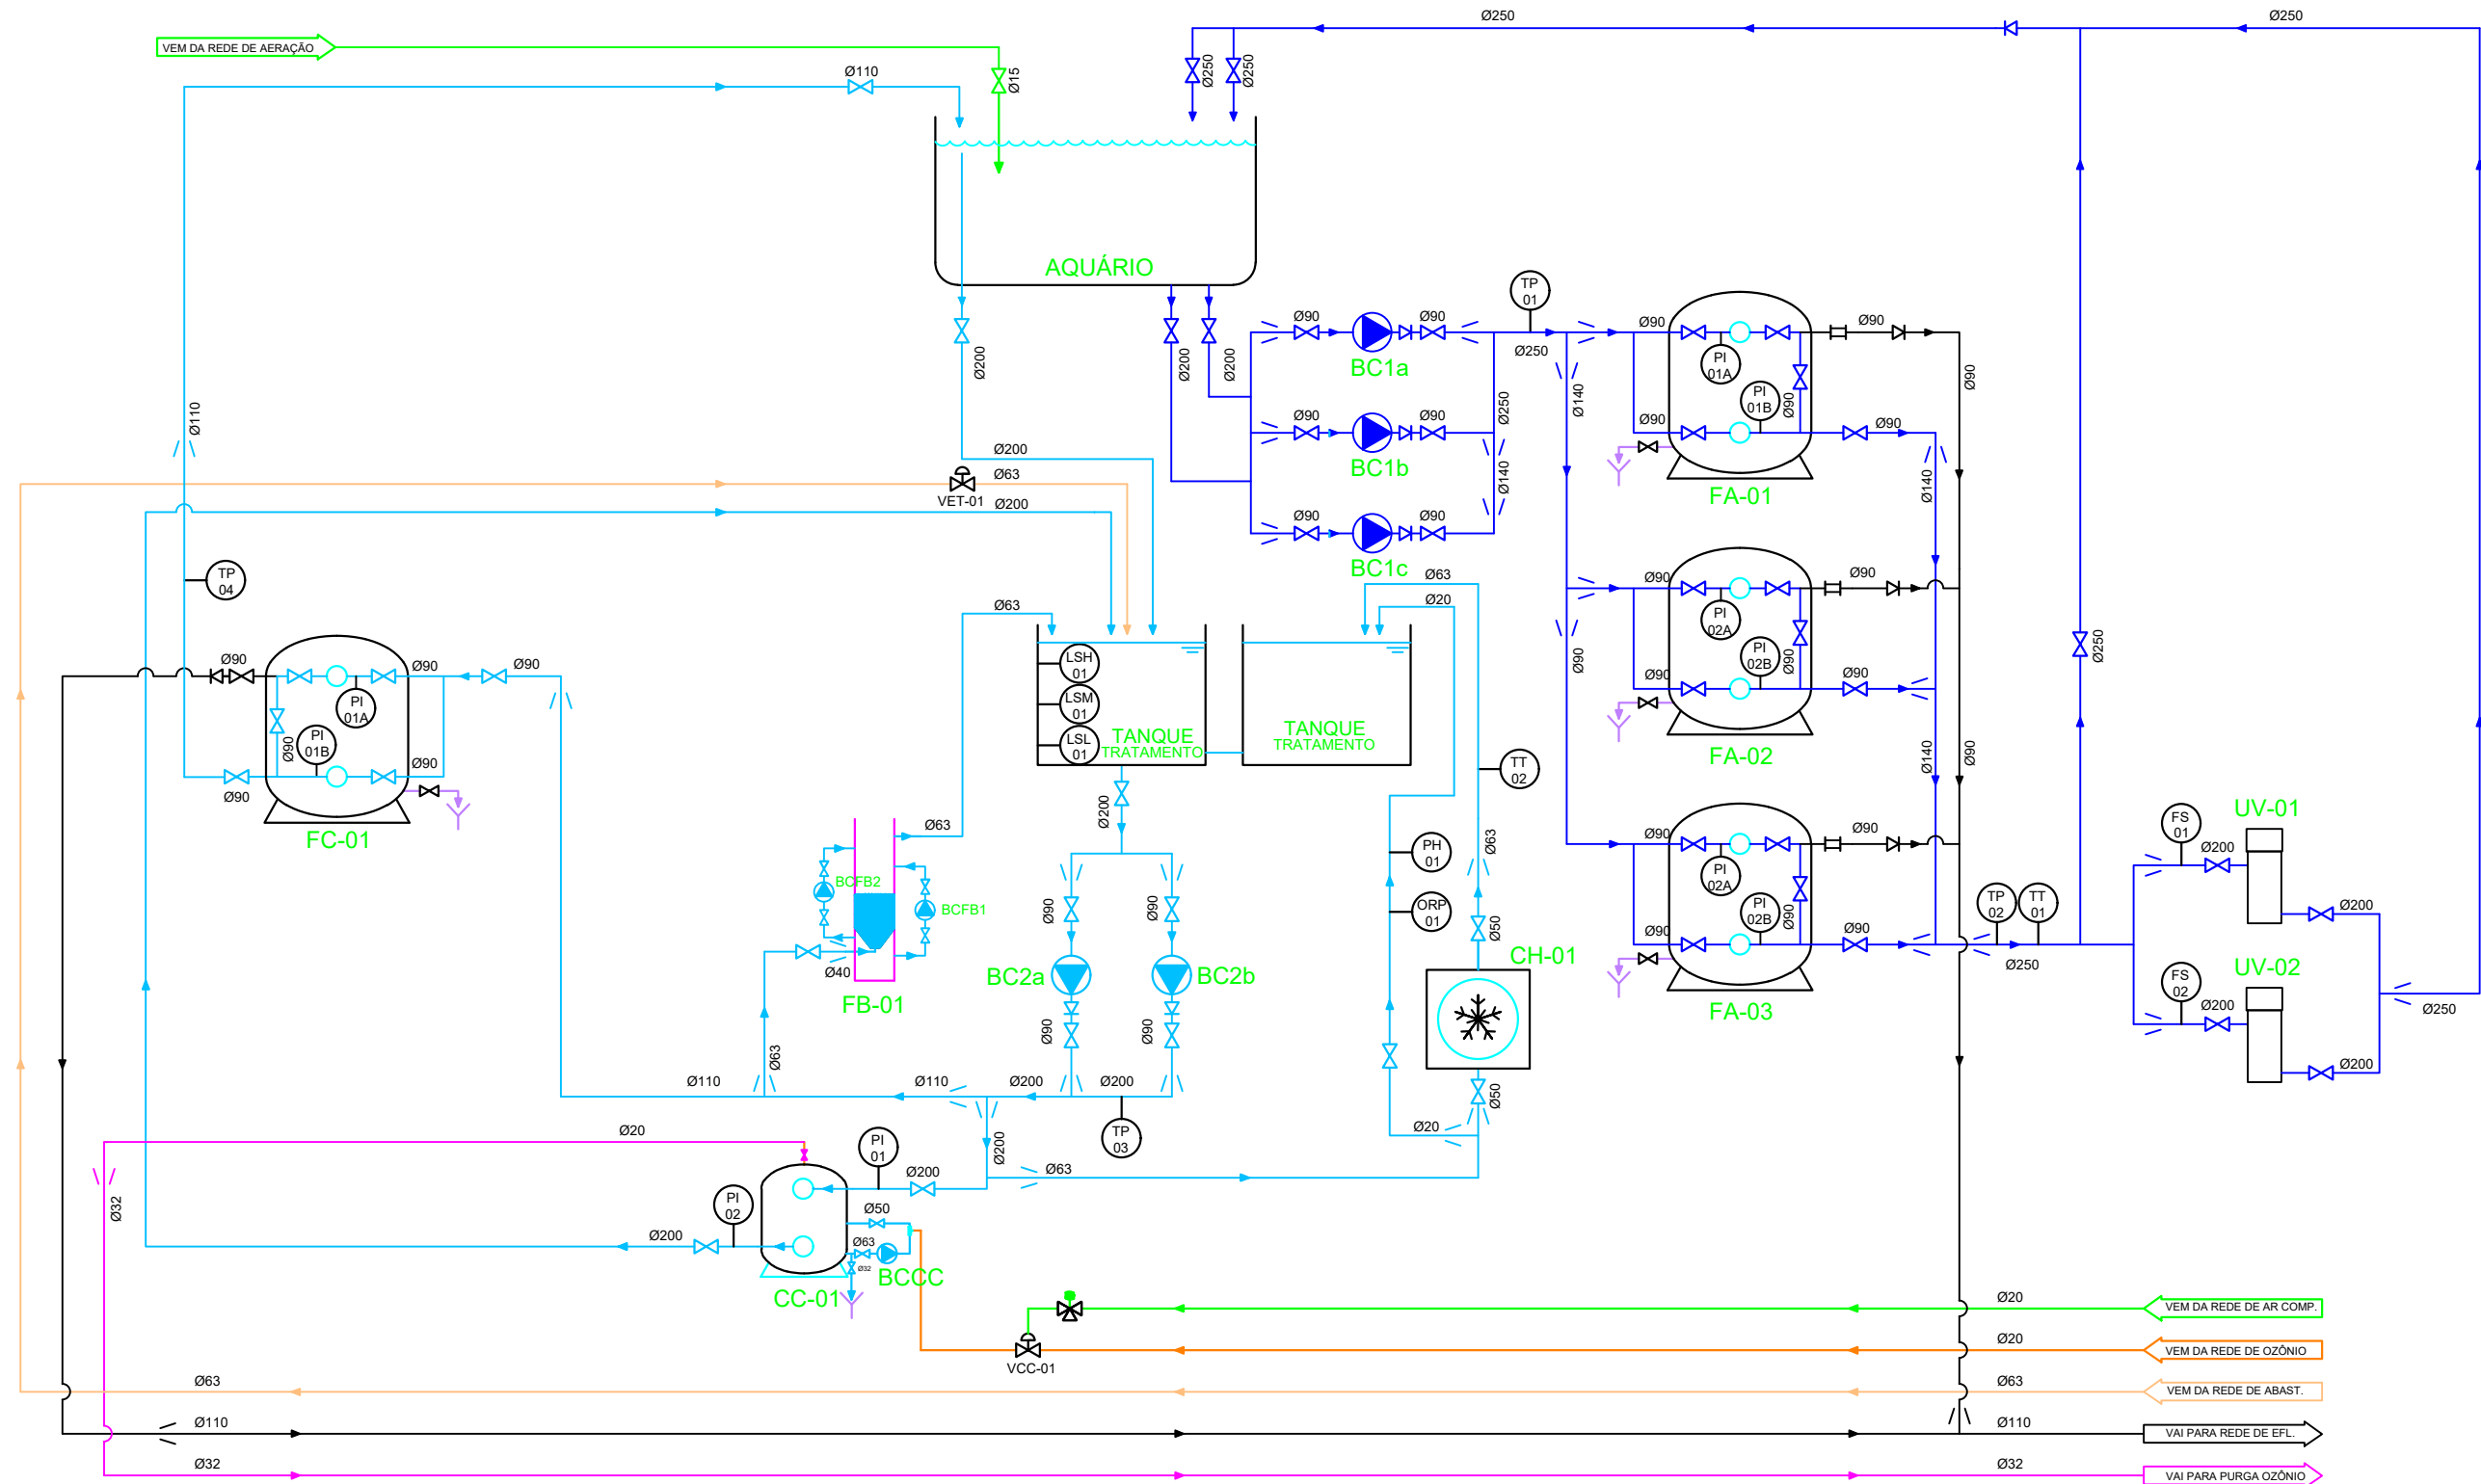 Ø250
Ø250
VEM DA REDE DE AERAÇÃO
Ø110
Ø15
Ø250
Ø250
AQUÁRIO
TP
01
Ø110
Ø200
Ø200
Ø200
Ø90
Ø90
BC1a
Ø250
Ø140
Ø90
PI
01A
PI
01B
Ø90
Ø90
Ø90
Ø90
Ø90
FA-01
Ø90
Ø90
BC1b
Ø250
Ø140
Ø90
Ø90
BC1c
Ø200
Ø63
VET-01
Ø200
Ø140
TP
04
Ø63
Ø63
Ø20
Ø90
Ø90
Ø90
PI
02A
PI
02B
Ø90
Ø90
Ø90
Ø90
FA-02
Ø250
Ø90
Ø90
Ø90
PI
01A
PI
01B
Ø90
Ø90
Ø90
FC-01
LSH
01
LSM
01
LSL
01
TANQUE
TRATAMENTO
TANQUE
TRATAMENTO
TT
02
Ø90
Ø140
Ø200
Ø63
BCFB2
BCFB1
Ø40
FB-01
Ø63
PH
01
ORP
01
Ø63
Ø50
CH-01
Ø50
Ø90
Ø90
BC2a
BC2b
Ø90
Ø90
Ø90
Ø90
PI
02A
PI
02B
Ø90
Ø90
Ø90
FA-03
TP
02
TT
01
Ø250
FS
01
Ø200
UV-01
Ø200
FS
02
Ø200
UV-02
Ø200
Ø250
Ø63
Ø110
Ø110
Ø200
Ø200
TP
03
Ø200
Ø20
Ø63
Ø20
Ø32
PI
01
Ø200
PI
02
Ø200
Ø50
Ø63
Ø32
BCCC
CC-01
Ø20
VEM DA REDE DE AR COMP.
Ø20
VEM DA REDE DE OZÔNIO
VCC-01
Ø63
Ø63
VEM DA REDE DE ABAST.
Ø110
Ø110
VAI PARA REDE DE EFL.
Ø32
Ø32
VAI PARA PURGA OZÔNIO